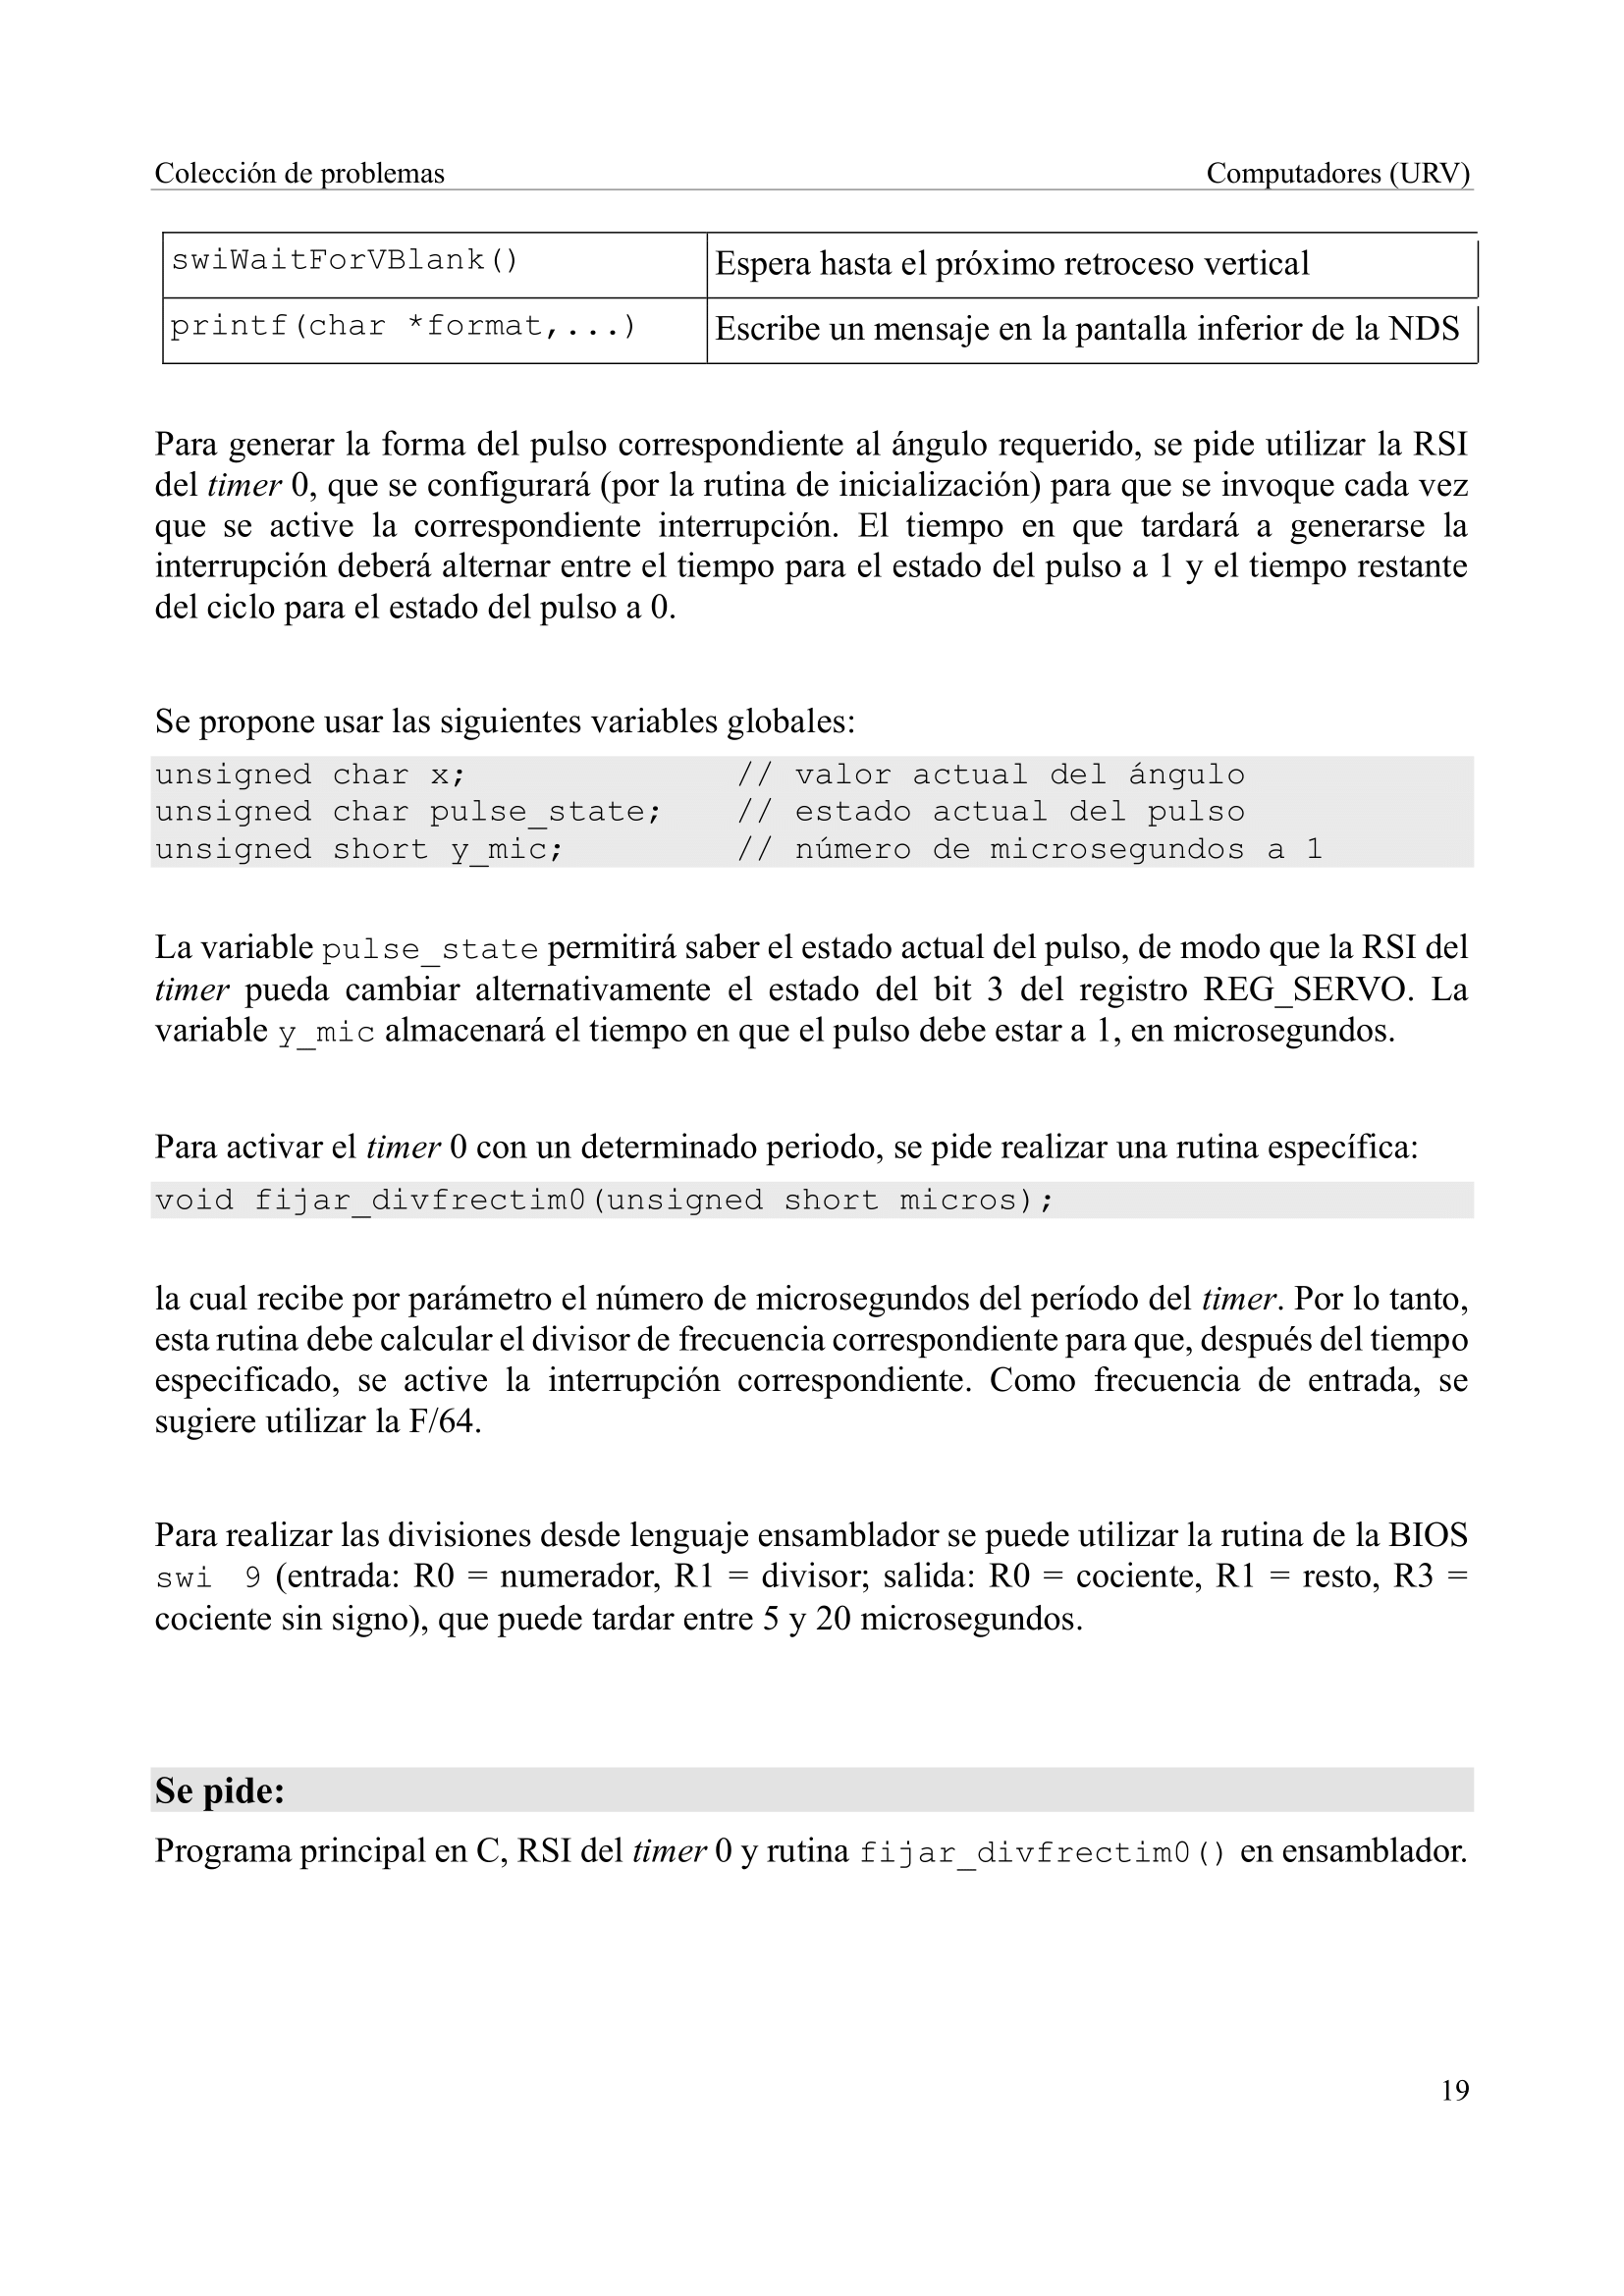 Colección de problemas Computadores (URV)
swiWaitForVBlank() Espera hasta el próximo retroceso vertical
printf(char *format,...) Escribe un mensaje en la pantalla inferior de la NDS
Para generar la forma del pulso correspondiente al ángulo requerido, se pide utilizar la RSI
del timer 0, que se configurará (por la rutina de inicialización) para que se invoque cada vez
que se active la correspondiente interrupción. El tiempo en que tardará a generarse la
interrupción deberá alternar entre el tiempo para el estado del pulso a 1 y el tiempo restante
del ciclo para el estado del pulso a 0.
Se propone usar las siguientes variables globales:
unsigned char x; // valor actual del ángulo
unsigned char pulse_state; // estado actual del pulso
unsigned short y_mic; // número de microsegundos a 1
La variable pulse_state permitirá saber el estado actual del pulso, de modo que la RSI del
timer pueda cambiar alternativamente el estado del bit 3 del registro REG_SERVO. La
variable y_mic almacenará el tiempo en que el pulso debe estar a 1, en microsegundos.
Para activar el timer 0 con un determinado periodo, se pide realizar una rutina específica:
void fijar_divfrectim0(unsigned short micros);
la cual recibe por parámetro el número de microsegundos del período del timer. Por lo tanto,
esta rutina debe calcular el divisor de frecuencia correspondiente para que, después del tiempo
especificado, se active la interrupción correspondiente. Como frecuencia de entrada, se
sugiere utilizar la F/64.
Para realizar las divisiones desde lenguaje ensamblador se puede utilizar la rutina de la BIOS
swi 9 (entrada: R0 = numerador, R1 = divisor; salida: R0 = cociente, R1 = resto, R3 =
cociente sin signo), que puede tardar entre 5 y 20 microsegundos.
Se pide:
Programa principal en C, RSI del timer 0 y rutina fijar_divfrectim0() en ensamblador.
19